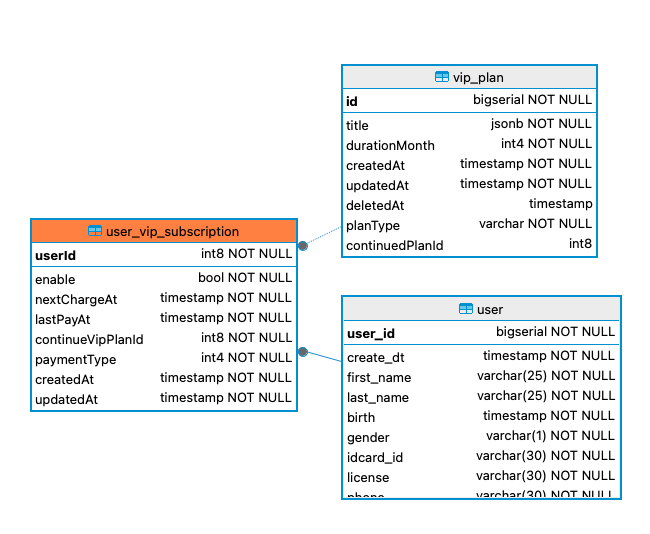 vip_plan
id bigserial NOT NULL
title jsonb NOT NULL
durationMonth int4 NOT NULL
createdAt timestamp NOT NULL
updatedAt timestamp NOT NULL
deletedAt timestamp
planType varchar NOT NULL
continuedPlanId int8
user_vip_subscription
userId int8 NOT NULL
enable bool NOT NULL
nextChargeAt timestamp NOT NULL
lastPayAt timestamp NOT NULL
continueVipPlanId int8 NOT NULL
paymentType int4 NOT NULL
createdAt timestamp NOT NULL
updatedAt timestamp NOT NULL
user
user_id bigserial NOT NULL
create_dt timestamp NOT NULL
first_name varchar(25) NOT NULL
last_name varchar(25) NOT NULL
birth timestamp NOT NULL
gender varchar(1) NOT NULL
idcard_id varchar(30) NOT NULL
license varchar(30) NOT NULL
phone varchar(30) NOT NULL